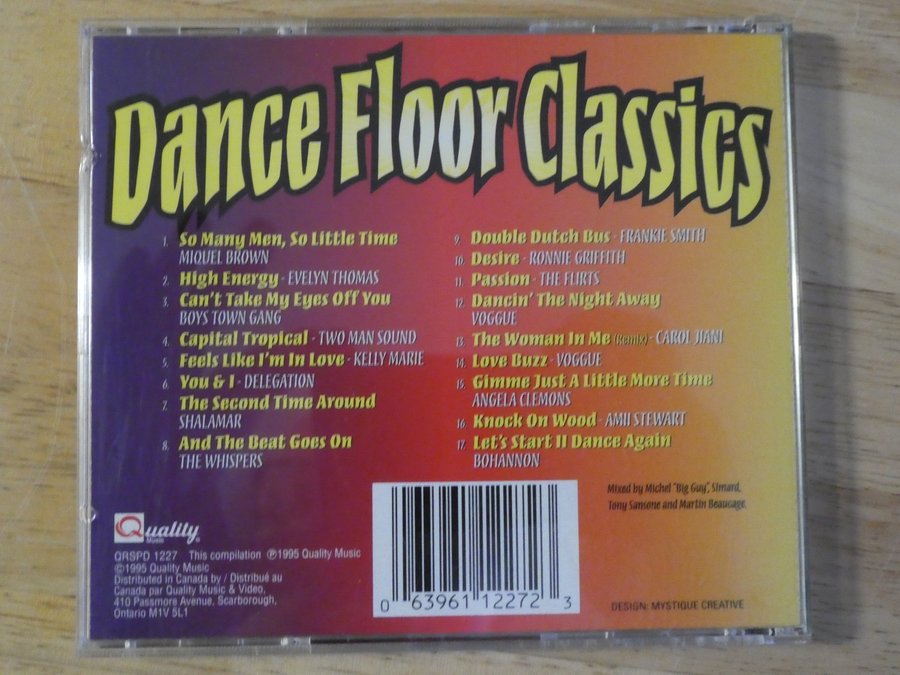 Dance Floor Classics
1. So Many Men, So Little Time
MIQUEL BROWN
2. High Energy - EVELYN THOMAS
3. Can't Take My Eyes Off You
BOYS TOWN GANG
4. Capital Tropical - TWO MAN SOUND
5. Feels Like I'm In Love - KELLY MARIE
6. You & I - DELEGATION
7. The Second Time Around
SHALAMAR
8. And The Beat Goes On
THE WHISPERS
9. Double Dutch Bus - FRANKIE SMITH
10. Desire - RONNIE GRIFFITH
11. Passion - THE FLIRTS
12. Dancin' The Night Away
VOGGUE
13. The Woman In Me (Remix) - CAROL JIANI
14. Love Buzz - VOGGUE
15. Gimme Just A Little More Time
ANGELA CLEMONS
16. Knock On Wood - AMII STEWART
17. Let's Start II Dance Again
BOHANNON
Mixed by Michel "Big Guy", Simard,
Tony Sansone and Martin Beaucage.
Quality
Music
QRSPD 1227 This compilation ℗1995 Quality Music
©1995 Quality Music
Distributed in Canada by / Distribué au
Canada par Quality Music & Video,
410 Passmore Avenue, Scarborough,
Ontario M1V 5L1
0 63961 12272 3
DESIGN: MYSTIQUE CREATIVE